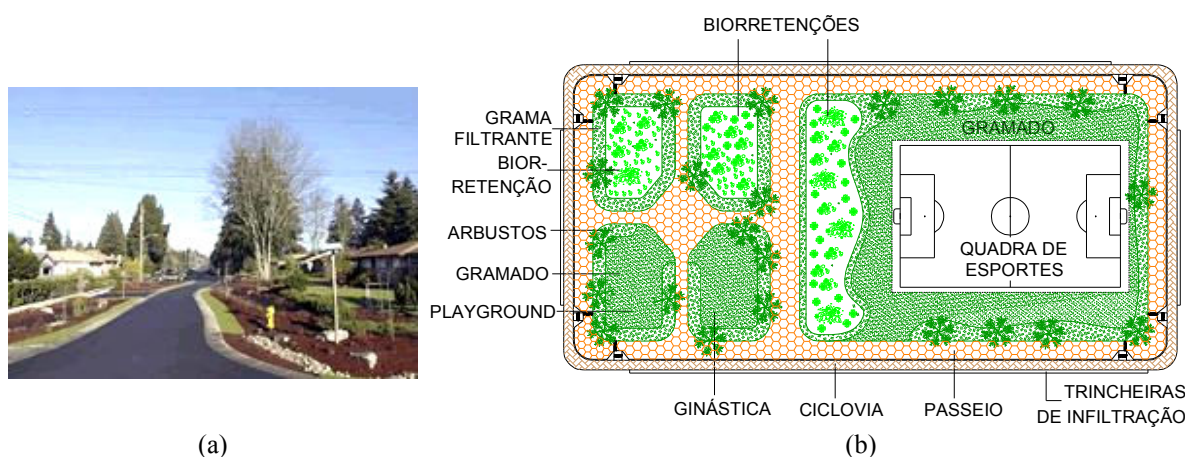 BIORRETENÇÕES
GRAMA
FILTRANTE
BIOR-
RETENÇÃO
ARBUSTOS
GRAMADO
PLAYGROUND
GRAMADO
QUADRA DE
ESPORTES
GINÁSTICA
CICLOVIA
PASSEIO
TRINCHEIRAS
DE INFILTRAÇÃO
(a)
(b)